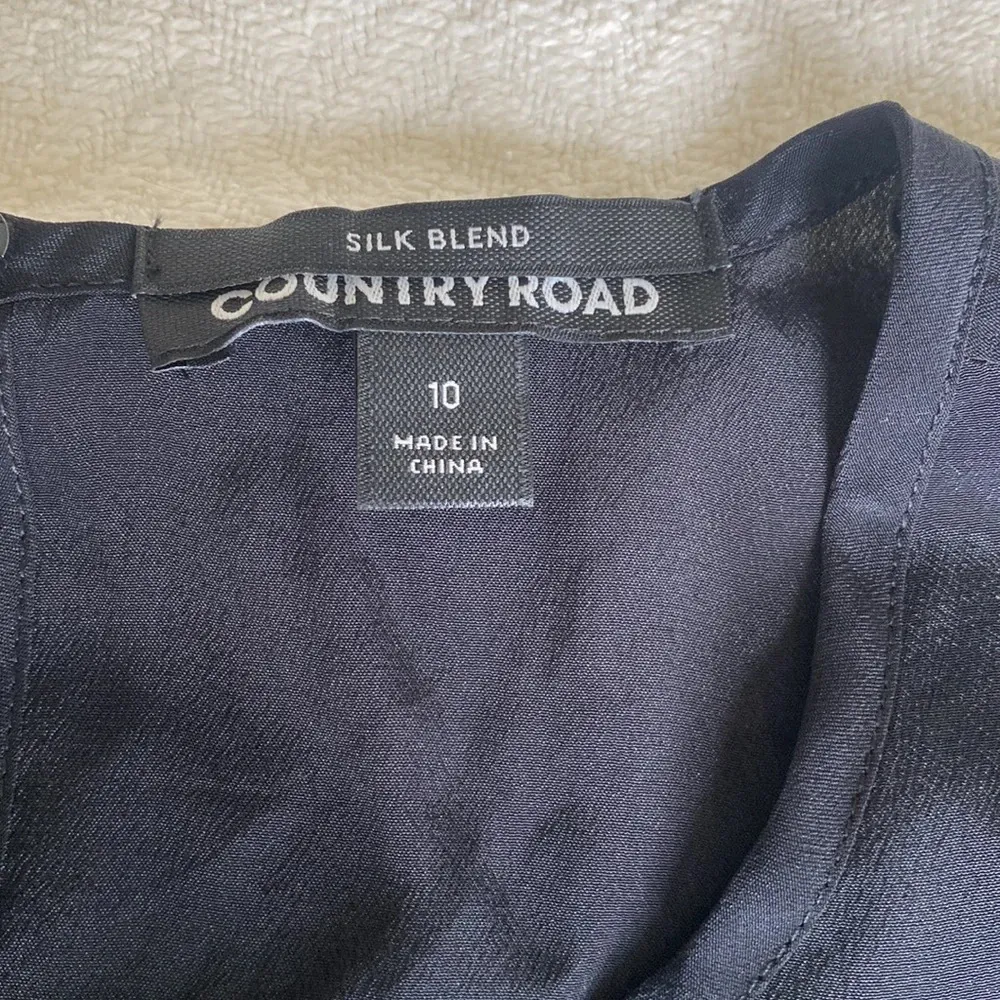 SILK BLEND
COUNTRY ROAD
10
MADE IN
CHINA